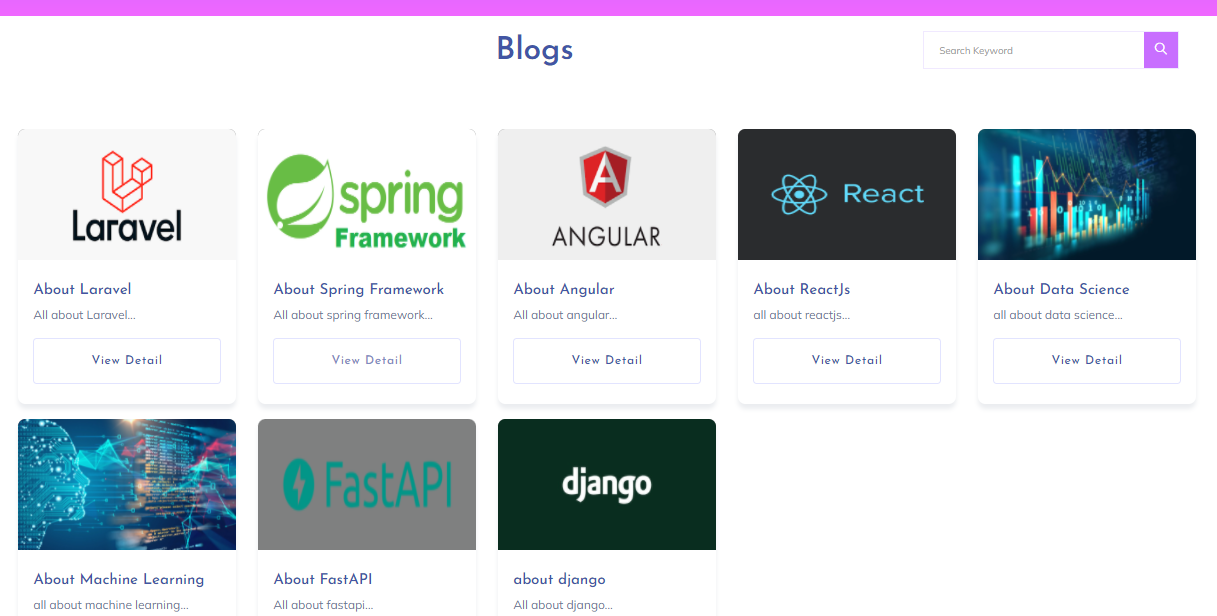 Blogs
Search Keyword
Laravel
spring
Framework
ANGULAR
React
About Laravel
All about Laravel...
View Detail
About Spring Framework
All about spring framework...
View Detail
About Angular
All about angular...
View Detail
About ReactJs
all about reactjs...
View Detail
About Data Science
all about data science...
View Detail
FastAPI
django
About Machine Learning
all about machine learning...
About FastAPI
All about fastapi...
about django
All about django...